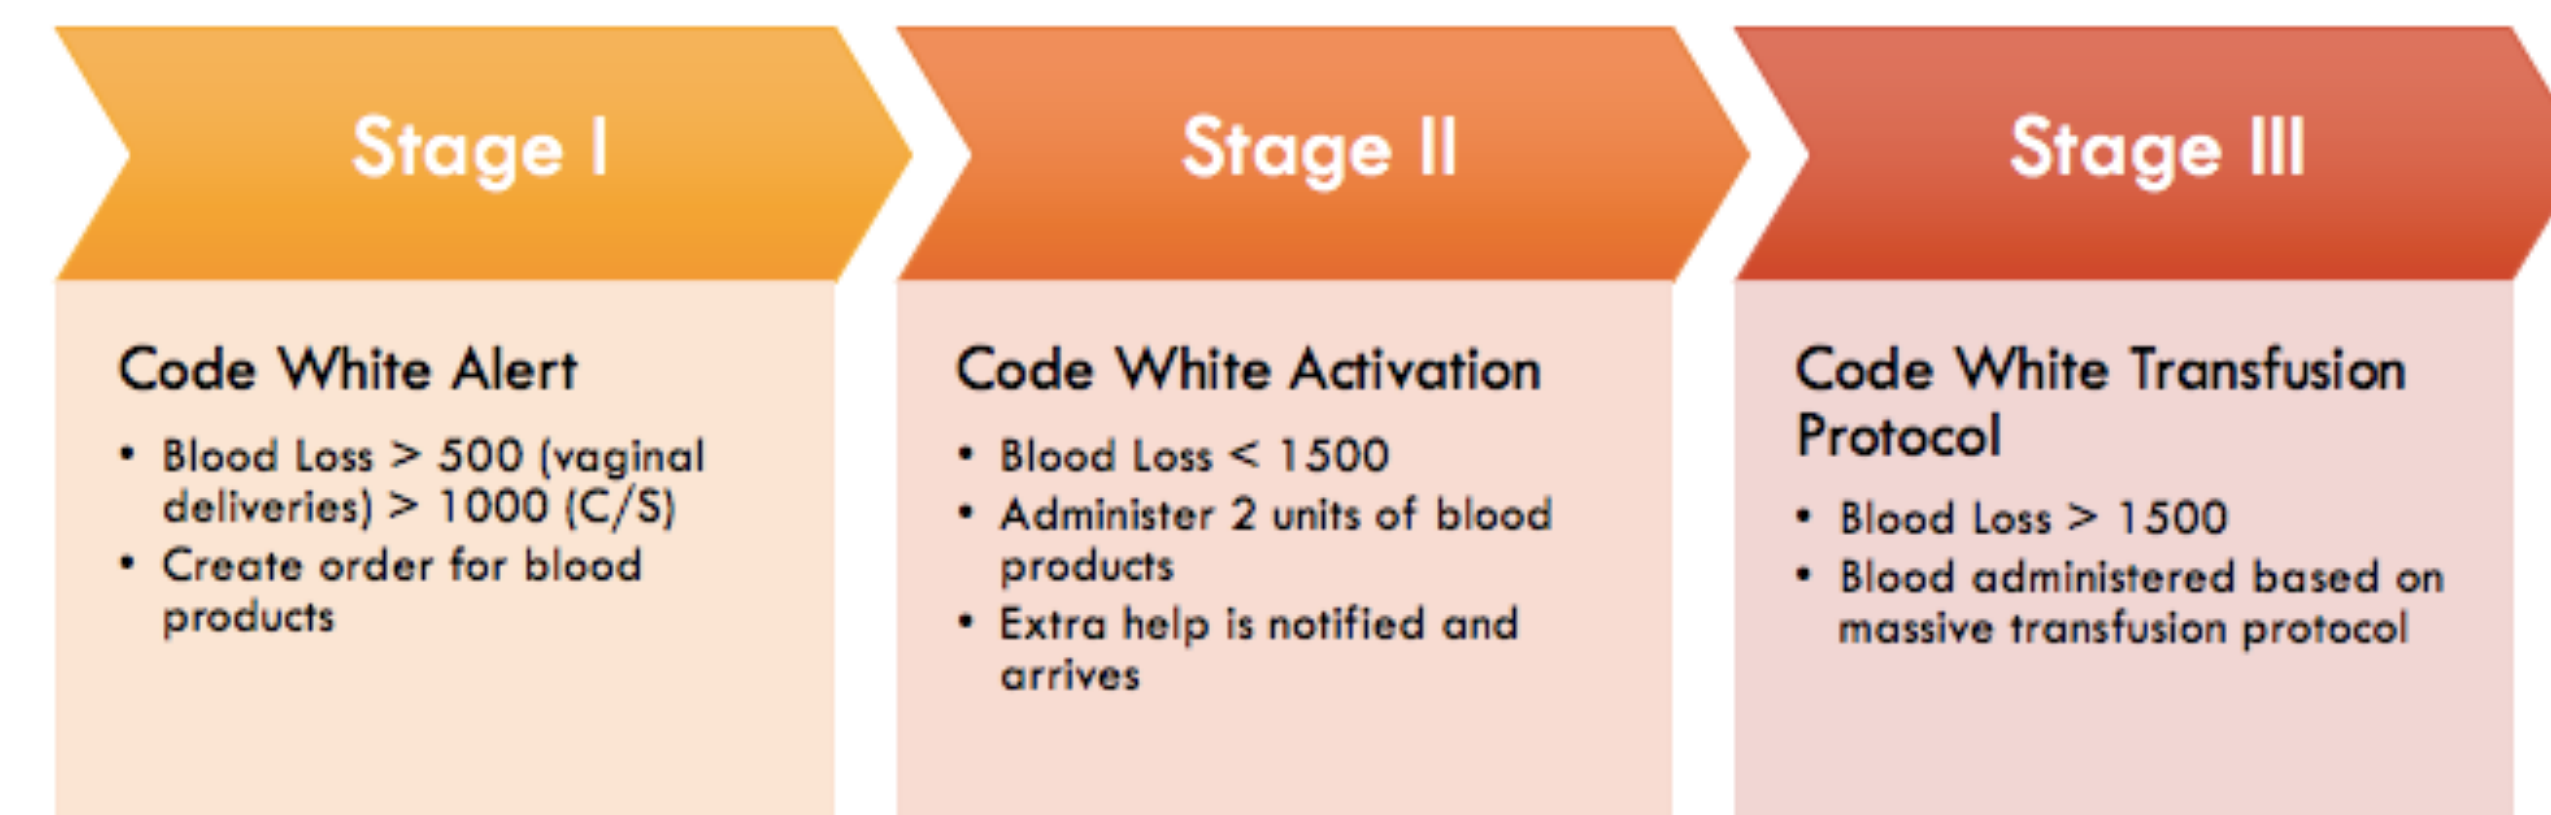 Stage I
Code White Alert
• Blood Loss > 500 (vaginal
deliveries) > 1000 (C/S)
• Create order for blood
products
Stage II
Code White Activation
• Blood Loss < 1500
• Administer 2 units of blood
products
• Extra help is notified and
arrives
Stage III
Code White Transfusion
Protocol
• Blood Loss > 1500
• Blood administered based on
massive transfusion protocol